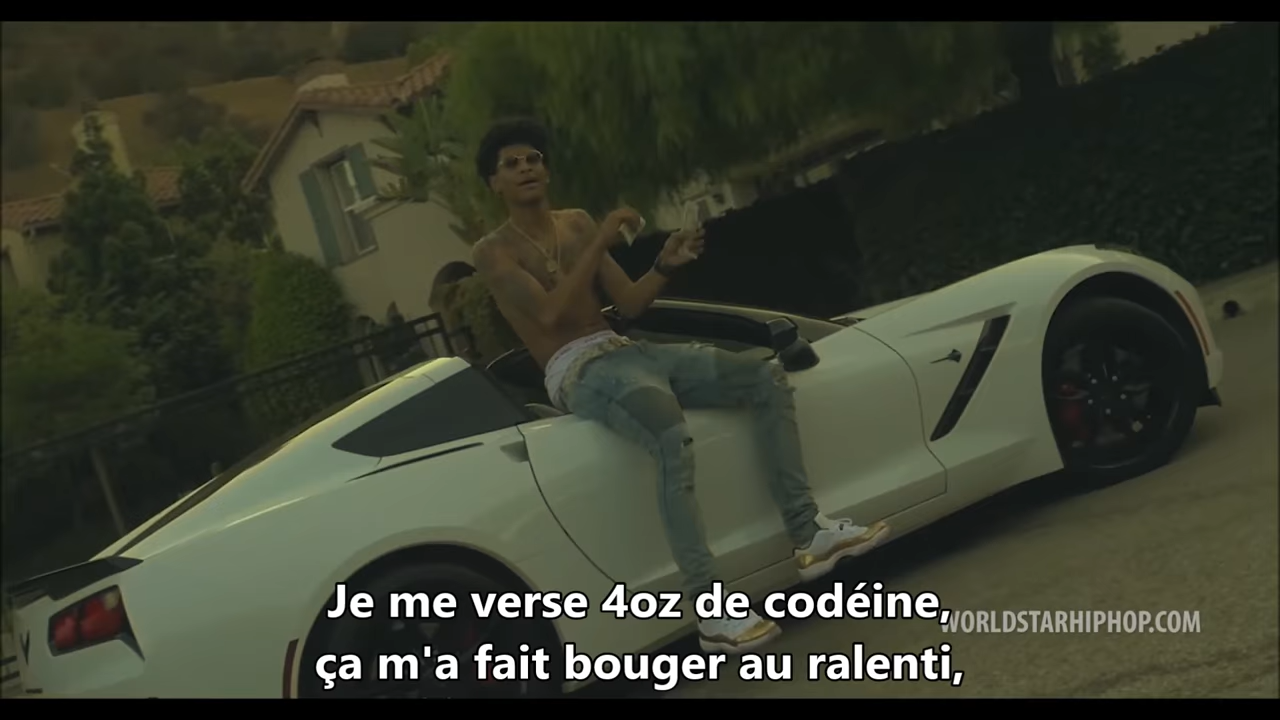 Je me verse 4oz de codéine,
WORLDSTARHIPHOP.COM
ça m'a fait bouger au ralenti,